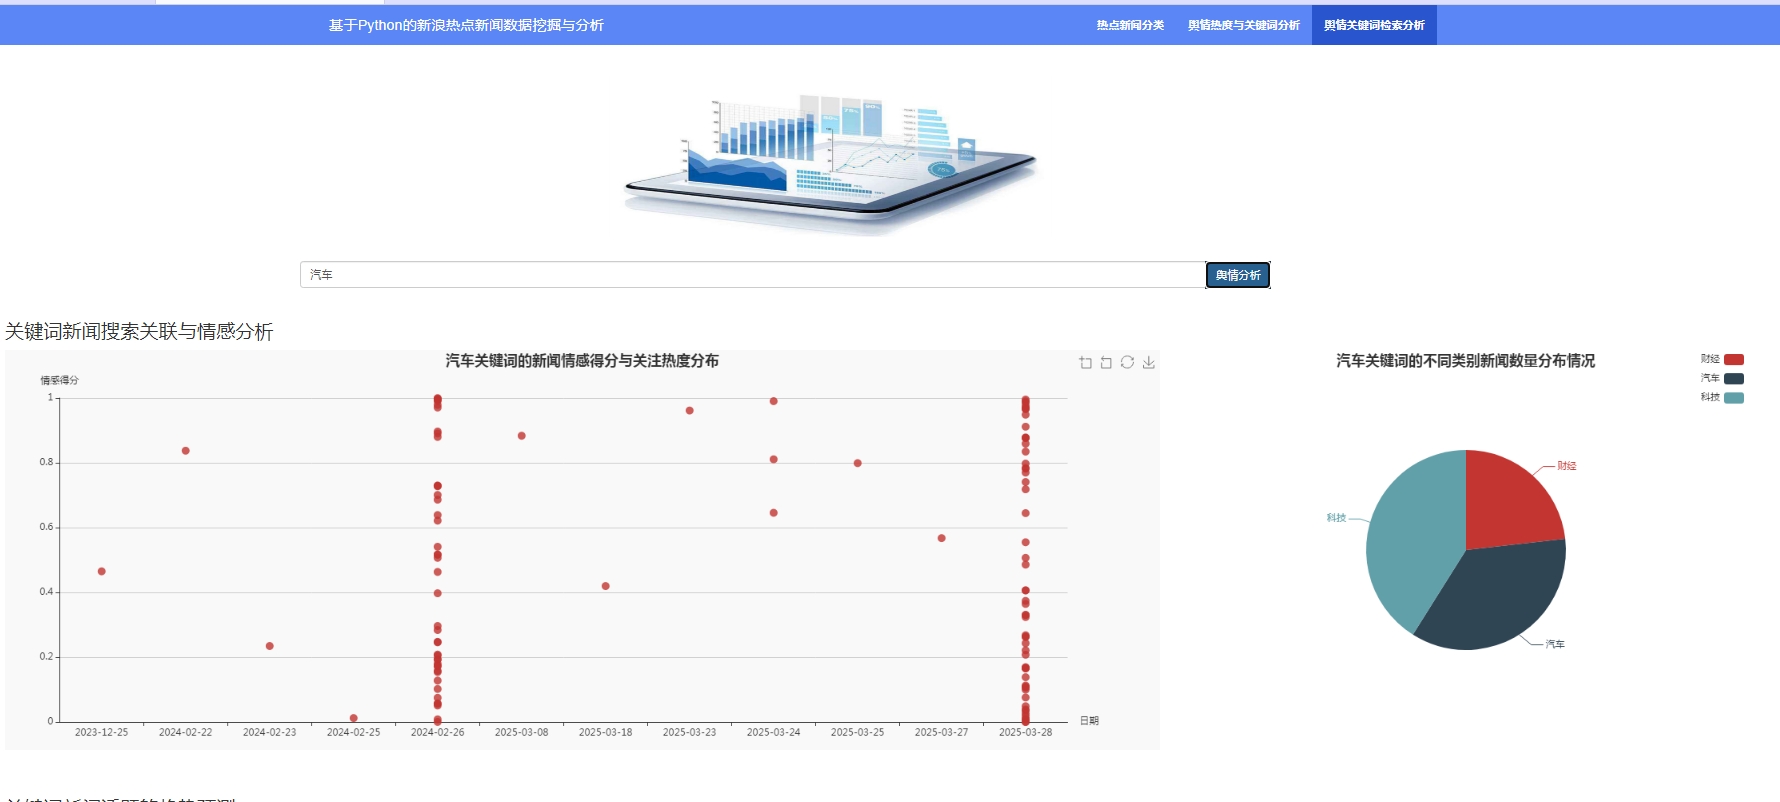 基于Python的新浪热点新闻数据挖掘与分析
热点新闻分类
舆情热度与关键词分析
舆情关键词检索分析
汽车
舆情分析
关键词新闻搜索关联与情感分析
汽车关键词的新闻情感得分与关注热度分布
情感得分
1
0.8
0.6
0.4
0.2
0
2023-12-25
2024-02-22
2024-02-23
2024-02-25
2024-02-26
2025-03-08
2025-03-18
2025-03-23
2025-03-24
2025-03-25
2025-03-27
2025-03-28
日期
汽车关键词的不同类别新闻数量分布情况
财经
汽车
科技
财经
科技
汽车